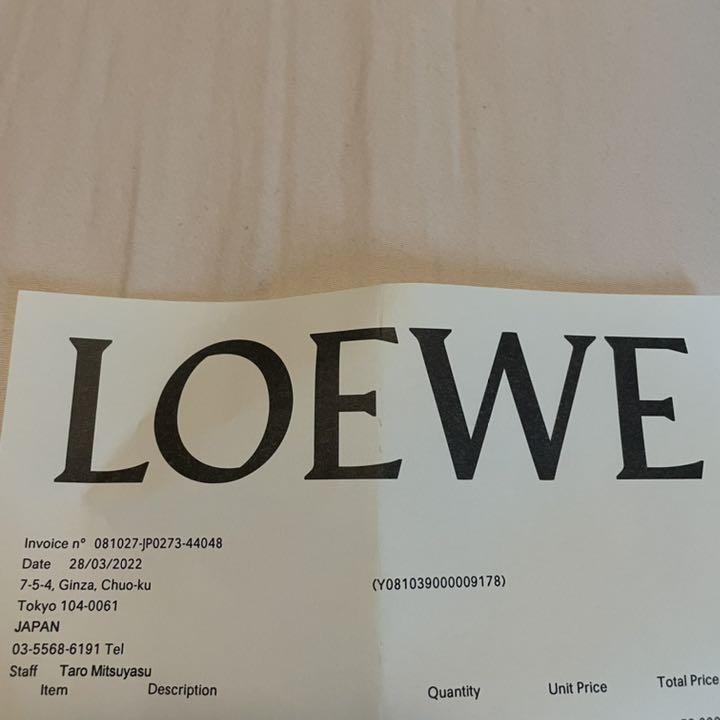 LOEWE
Invoice n° 081027-JP0273-44048
Date 28/03/2022
7-5-4, Ginza, Chuo-ku
(Y081039000009178)
Tokyo 104-0061
JAPAN
03-5568-6191 Tel
Staff Taro Mitsuyasu
Item Description Quantity Unit Price Total Price